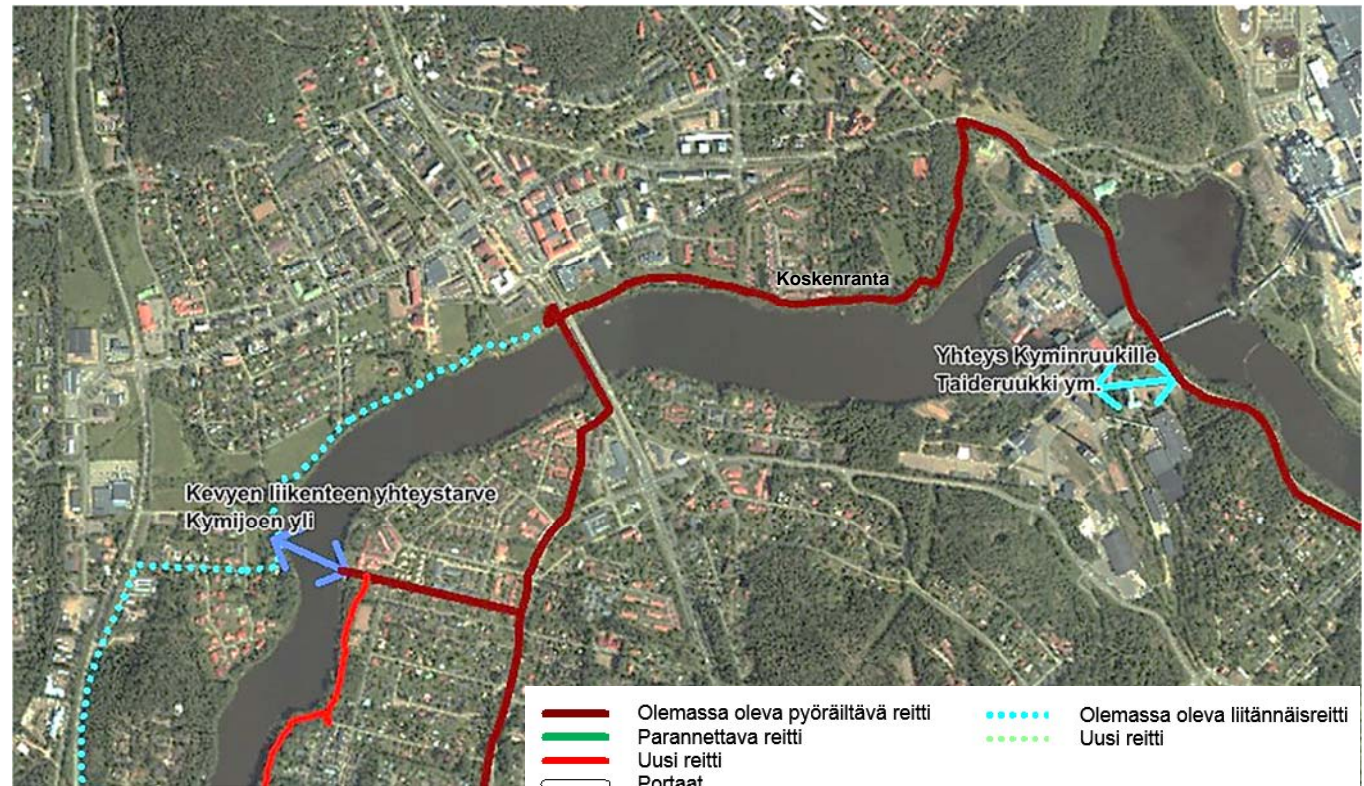 Koskenranta
Yhteys Kyminruukille
Taideruukki ym.
Kevyen liikenteen yhteystarve
Kymijoen yli
Olemassa oleva pyöräiltävä reitti
Parannettava reitti
Uusi reitti
Portaat
Olemassa oleva liitännäisreitti
Uusi reitti